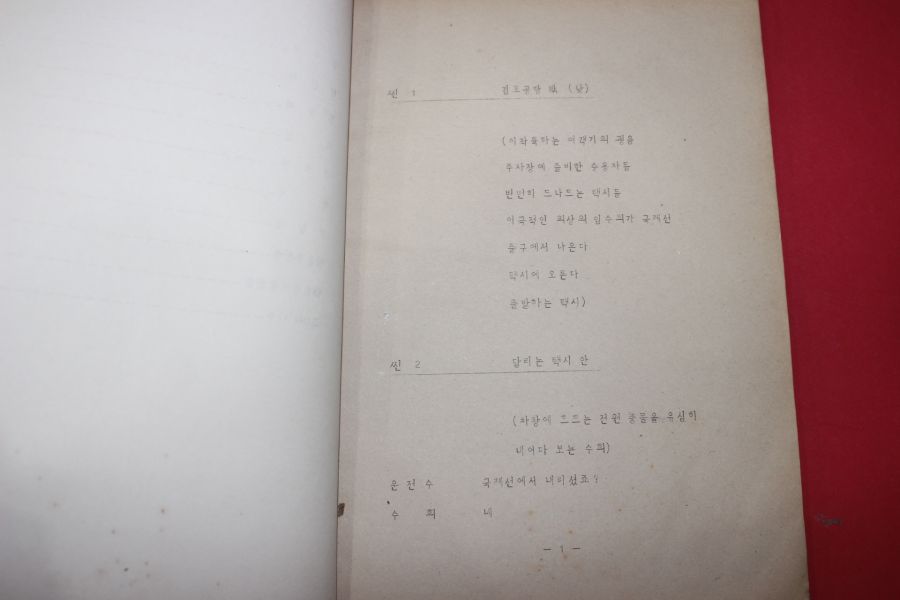 씬 1 김포공항 (낮)
(이착륙하는 여객기의 굉음
주차장에 즐비한 승용차들
빈번히 드나드는 택시들
이국적인 의상의 임수희가 국제선
출구에서 나온다
택시에 오른다
출발하는 택시)
씬 2 달리는 택시 안
(차창에 흐르는 전원 풍물을 유심히
내어다 보는 수희)
운전수 국제선에서 내리셨죠?
수희 네
— 1 —